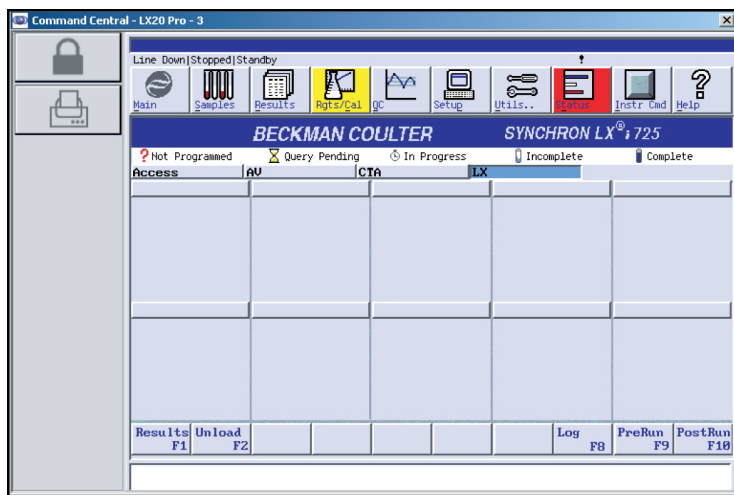 Command Central - LX20 Pro - 3
Line Down|Stopped|Standby !
Main Samples Results Rgts/Cal QC Setup Utils.. Status Instr Cmd Help
BECKMAN COULTER SYNCHRON LX®i 725
? Not Programmed Query Pending In Progress Incomplete Complete
Access AV CTA LX
Results Unload Log PreRun PostRun
F1 F2 F8 F9 F10